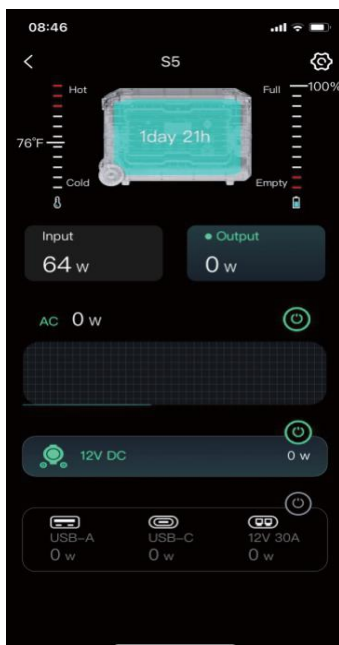 08:46
S5
Hot
Full
100%
76°F
1day 21h
Cold
Empty
Input
Output
64 w
0 w
AC 0 w
12V DC
0 w
USB-A
USB-C
12V 30A
0 w
0 w
0 w